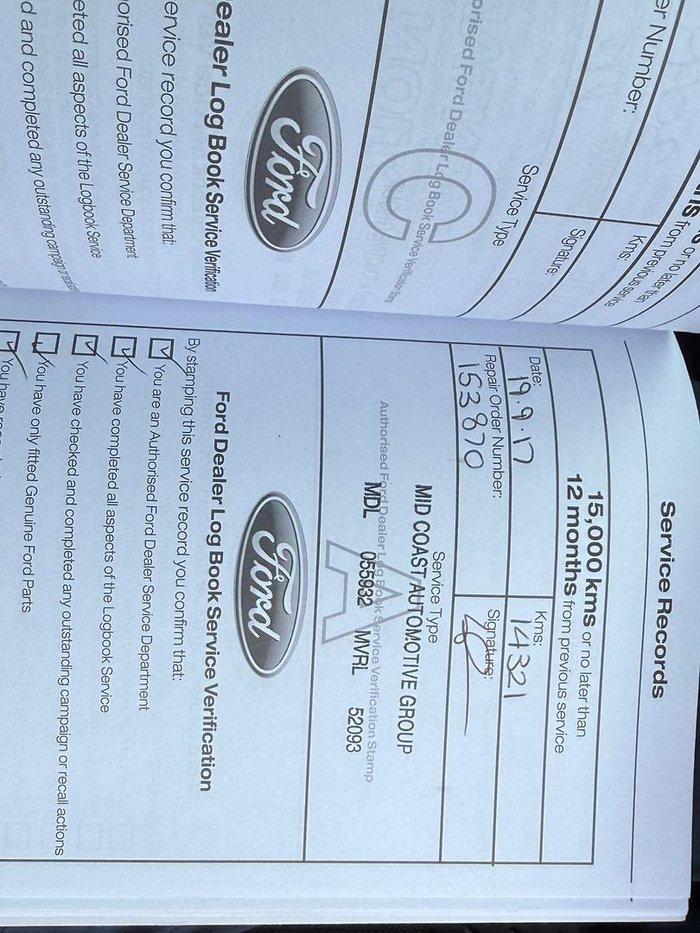 Service Records
15,000 kms or no later than
12 months from previous service
Date: 19.9.17
Kms: 14321
Repair Order Number:
153870
Signature:
Service Type
A
MID COAST AUTOMOTIVE GROUP
Authorised Ford Dealer Log Book Service Verification Stamp
MDL 055932 MVRL 52093
Ford
Ford Dealer Log Book Service Verification
By stamping this service record you confirm that:
You are an Authorised Ford Dealer Service Department
You have completed all aspects of the Logbook Service
You have checked and completed any outstanding campaign or recall actions
You have only fitted Genuine Ford Parts
You have
from previous service
er Number:
Kms:
Signature:
Service Type
C
orised Ford Dealer Log Book Service Verification
Ford
ealer Log Book Service Verification
ervice record you confirm that:
orised Ford Dealer Service Department
eted all aspects of the Logbook Service
d and completed any outstanding campaign